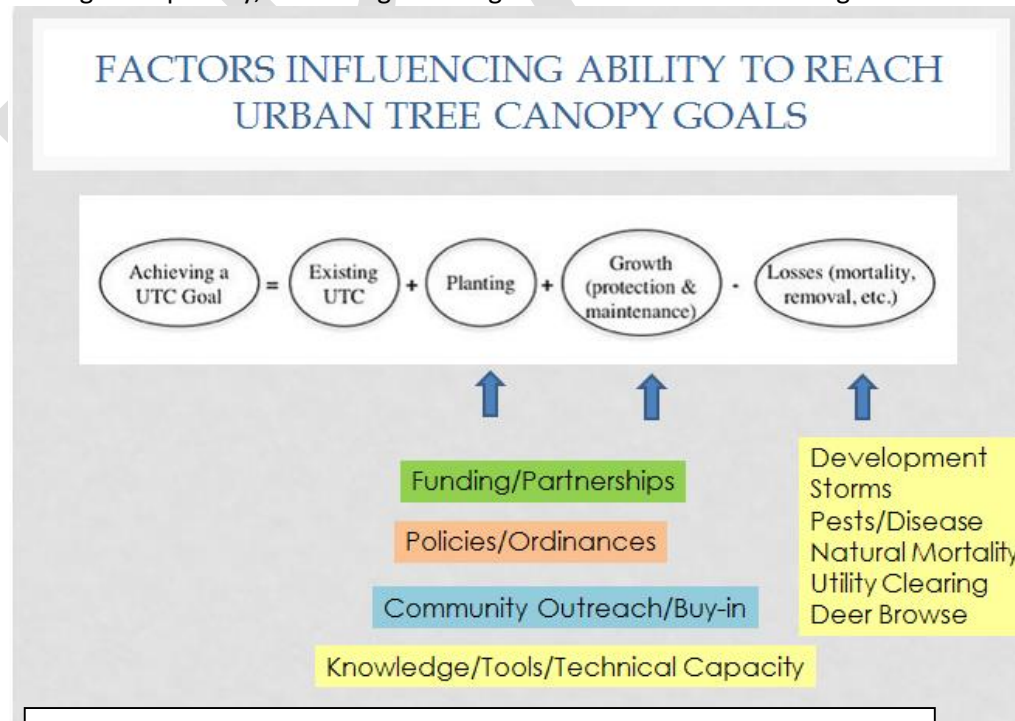 FACTORS INFLUENCING ABILITY TO REACH
URBAN TREE CANOPY GOALS
Achieving a
UTC Goal
=
Existing
UTC
+
Planting
+
Growth
(protection &
maintenance)
-
Losses (mortality,
removal, etc.)
Funding/Partnerships
Policies/Ordinances
Community Outreach/Buy-in
Knowledge/Tools/Technical Capacity
Development
Storms
Pests/Disease
Natural Mortality
Utility Clearing
Deer Browse